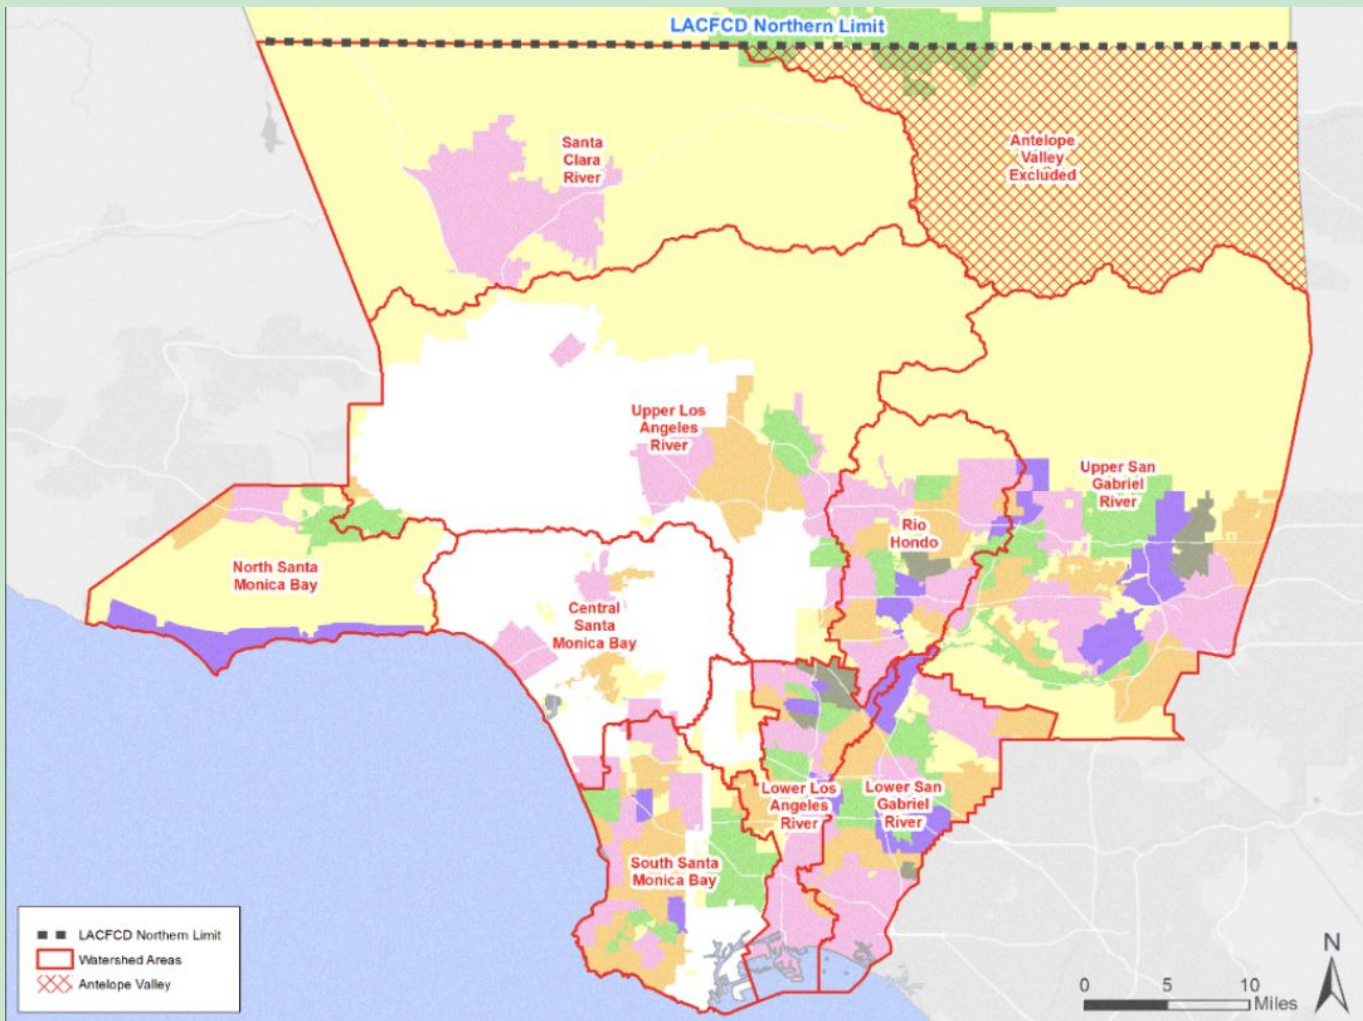 LACFCD Northern Limit
Santa
Clara
River
Antelope
Valley
Excluded
Upper Los
Angeles
River
Upper San
Gabriel
River
Rio
Hondo
North Santa
Monica Bay
Central
Santa
Monica Bay
Lower Los
Angeles
River
Lower San
Gabriel
River
South Santa
Monica Bay
LACFCD Northern Limit
Watershed Areas
Antelope Valley
N
0 5 10
Miles